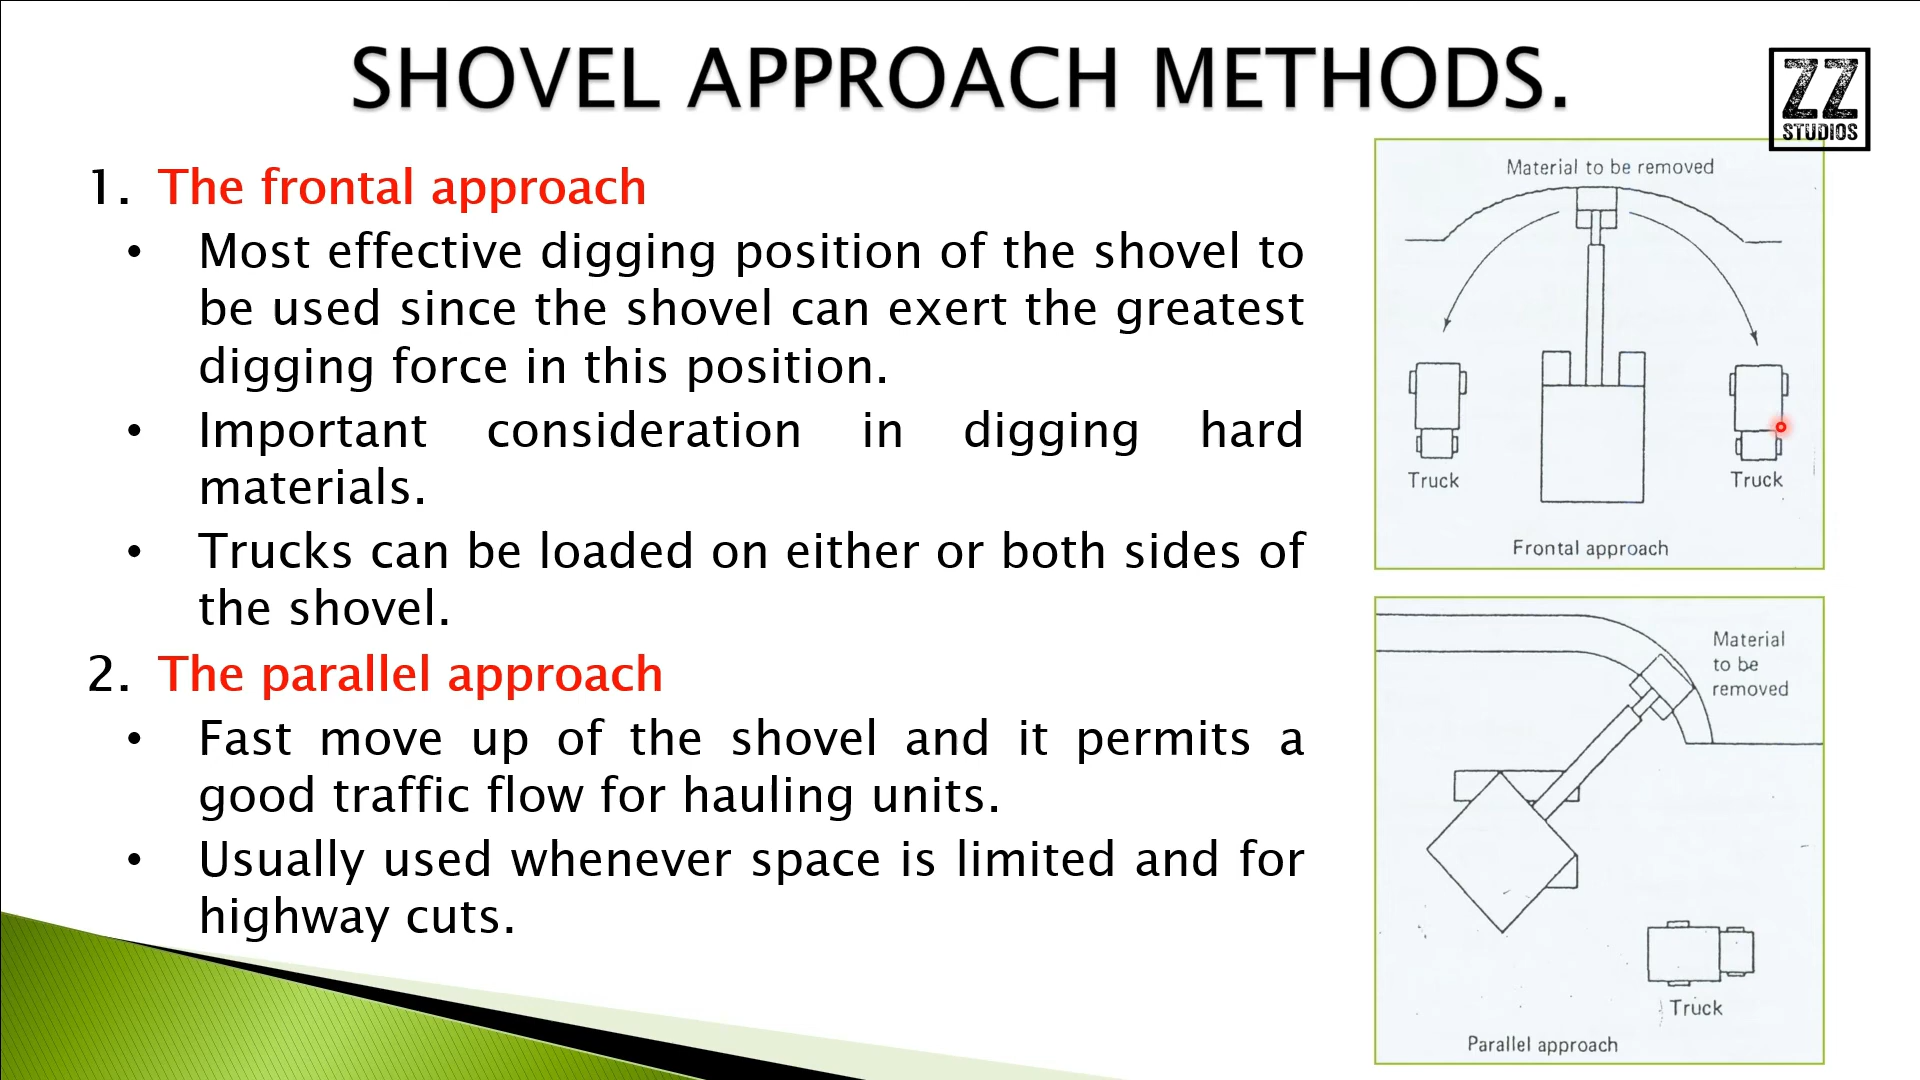 SHOVEL APPROACH METHODS.
ZZ
STUDIOS
1. The frontal approach
• Most effective digging position of the shovel to
be used since the shovel can exert the greatest
digging force in this position.
• Important consideration in digging hard
materials.
• Trucks can be loaded on either or both sides of
the shovel.
2. The parallel approach
• Fast move up of the shovel and it permits a
good traffic flow for hauling units.
• Usually used whenever space is limited and for
highway cuts.
Material to be removed
Truck
Truck
Frontal approach
Material
to be
removed
Truck
Parallel approach